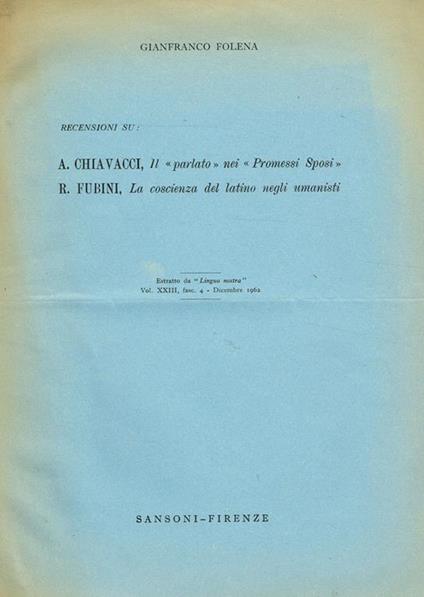 GIANFRANCO FOLENA
RECENSIONI SU:
A. CHIAVACCI, Il « parlato » nei « Promessi Sposi »
R. FUBINI, La coscienza del latino negli umanisti
Estratto da "Lingua nostra"
Vol. XXIII, fasc. 4 - Dicembre 1962
SANSONI-FIRENZE